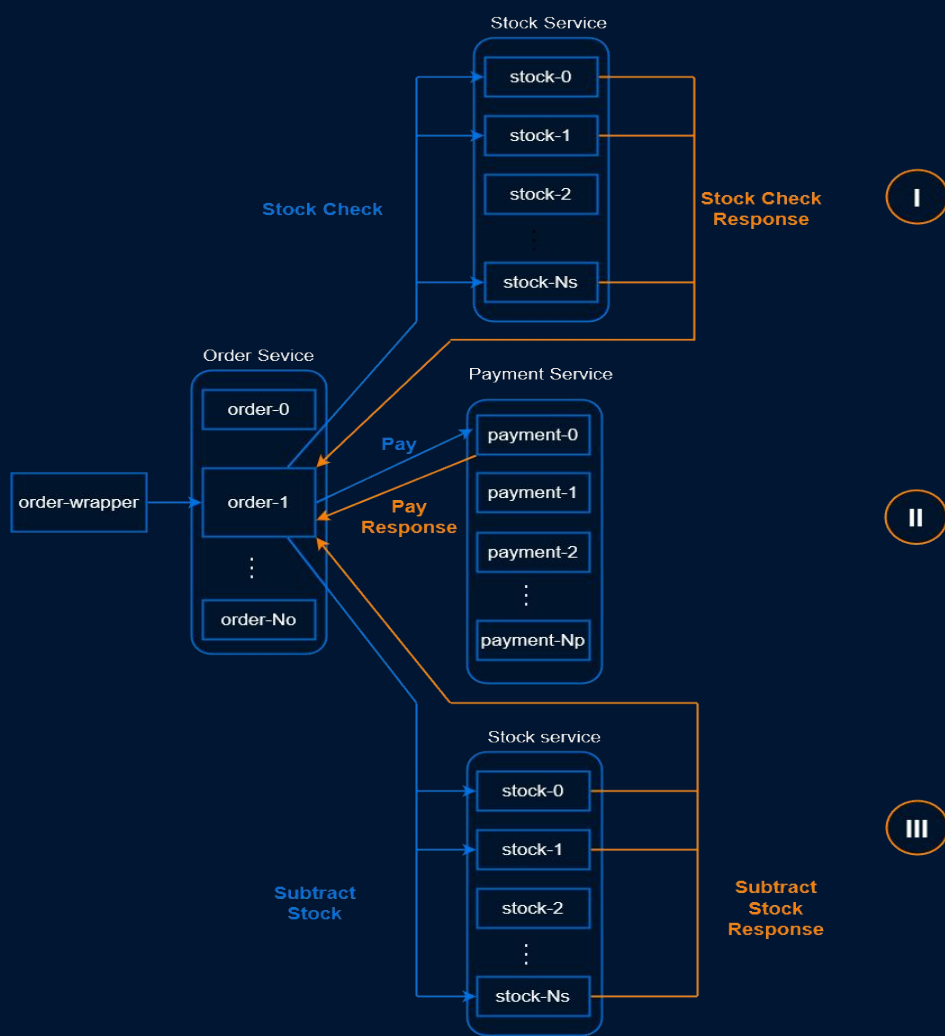 Stock Service
stock-0
stock-1
stock-2
stock-Ns
Stock Check
Stock Check
Response
I
Order Sevice
order-0
order-1
order-No
order-wrapper
Payment Service
payment-0
payment-1
payment-2
payment-Np
Pay
Pay
Response
II
Stock service
stock-0
stock-1
stock-2
stock-Ns
Subtract
Stock
Subtract
Stock
Response
III